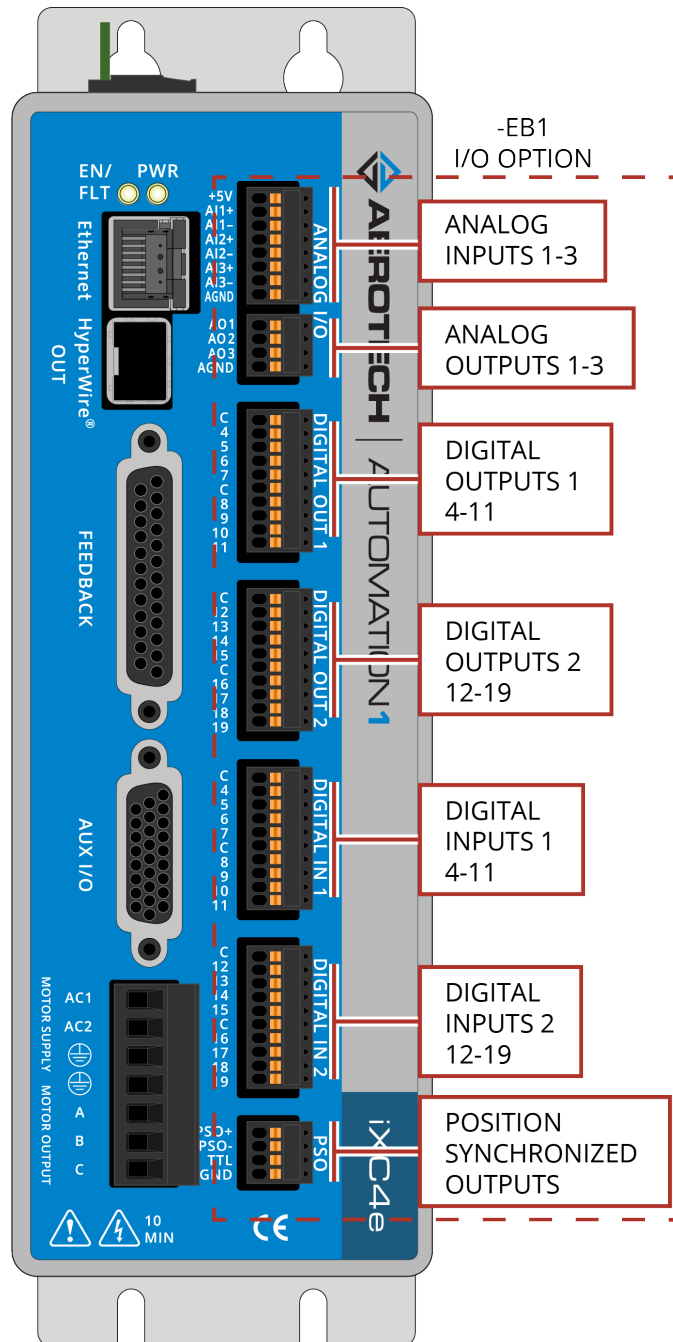 -EB1
I/O OPTION
EN/
FLT
PWR
Ethernet
HyperWire®
OUT
FEEDBACK
AUX I/O
MOTOR SUPPLY
MOTOR OUTPUT
AC1
AC2
A
B
C
10
MIN
CE
+5V
AI1+
AI1-
AI2+
AI2-
AI3+
AI3-
AGND
ANALOG I/O
AO1
AO2
AO3
AGND
C
4
5
6
7
C
8
9
10
11
DIGITAL OUT 1
C
12
13
14
15
C
16
17
18
19
DIGITAL OUT 2
C
4
5
6
7
C
8
9
10
11
DIGITAL IN 1
C
12
13
14
15
C
16
17
18
19
DIGITAL IN 2
PSO+
PSO-
TTL
GND
PSO
AEROTECH | AUTOMATION1
iXC4e
ANALOG
INPUTS 1-3
ANALOG
OUTPUTS 1-3
DIGITAL
OUTPUTS 1
4-11
DIGITAL
OUTPUTS 2
12-19
DIGITAL
INPUTS 1
4-11
DIGITAL
INPUTS 2
12-19
POSITION
SYNCHRONIZED
OUTPUTS